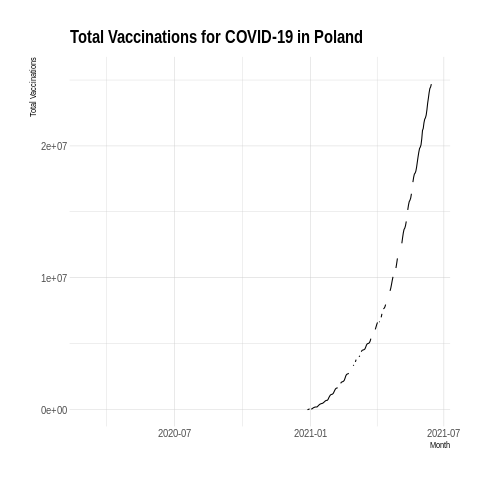 Total Vaccinations for COVID-19 in Poland
Total Vaccinations
2e+07
1e+07
0e+00
2020-07
2021-01
2021-07
Month